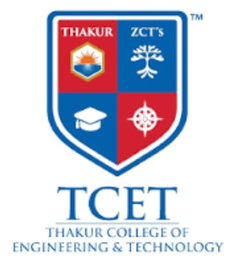 TM
THAKUR ZCT's
TCET
THAKUR COLLEGE OF
ENGINEERING & TECHNOLOGY